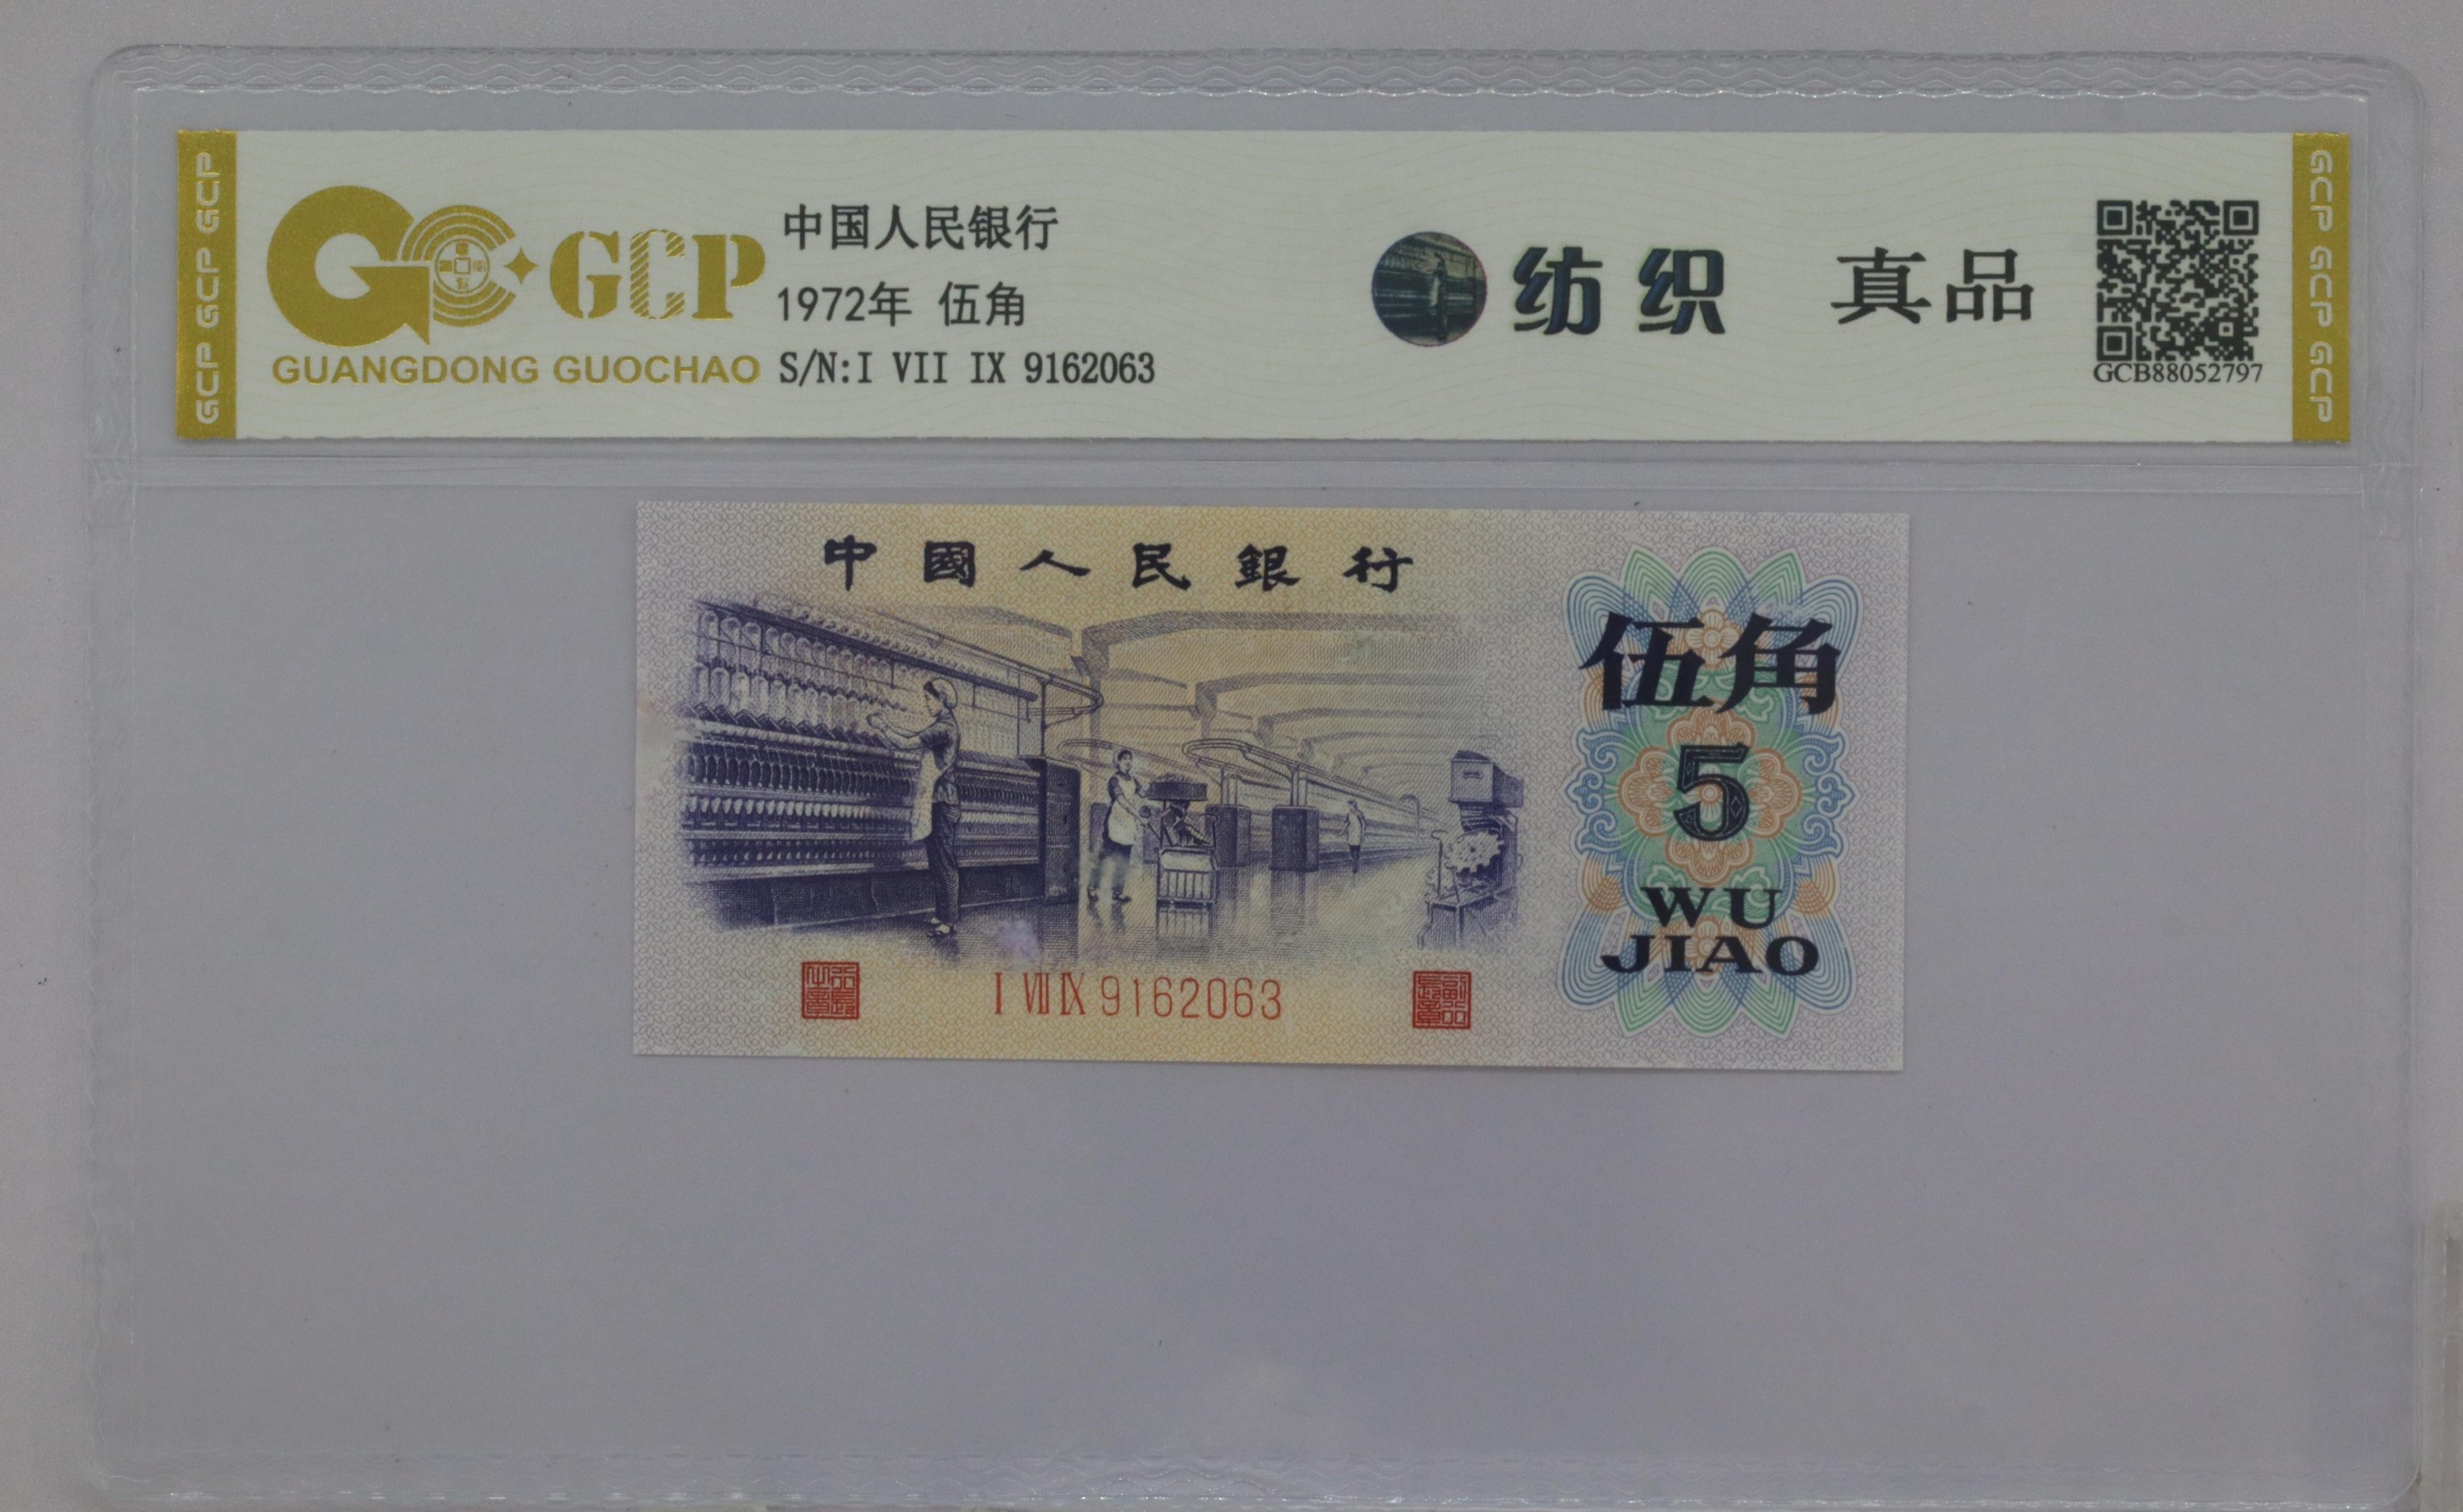 GCP GCP GCP
GCP
GUANGDONG GUOCHAO
中国人民银行
1972年 伍角
S/N:I VII IX 9162063
纺织 真品
GCB88052797
GCP GCP GCP
中國人民銀行
伍角
5
WU
JIAO
I VII IX 9162063